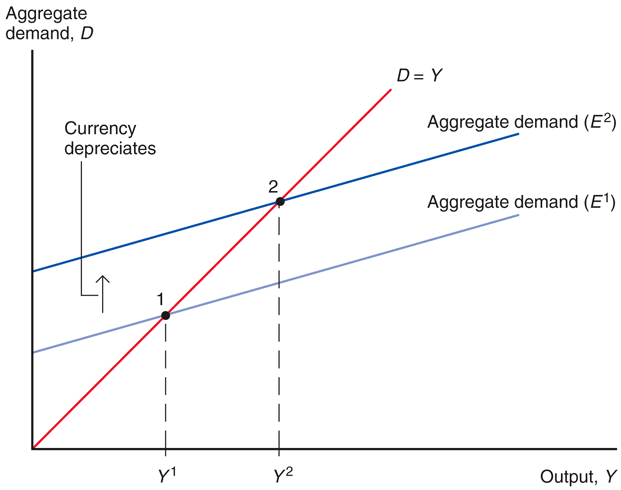 Aggregate
demand, D
D = Y
Aggregate demand (E²)
Currency
depreciates
2
Aggregate demand (E¹)
1
Y¹
Y²
Output, Y